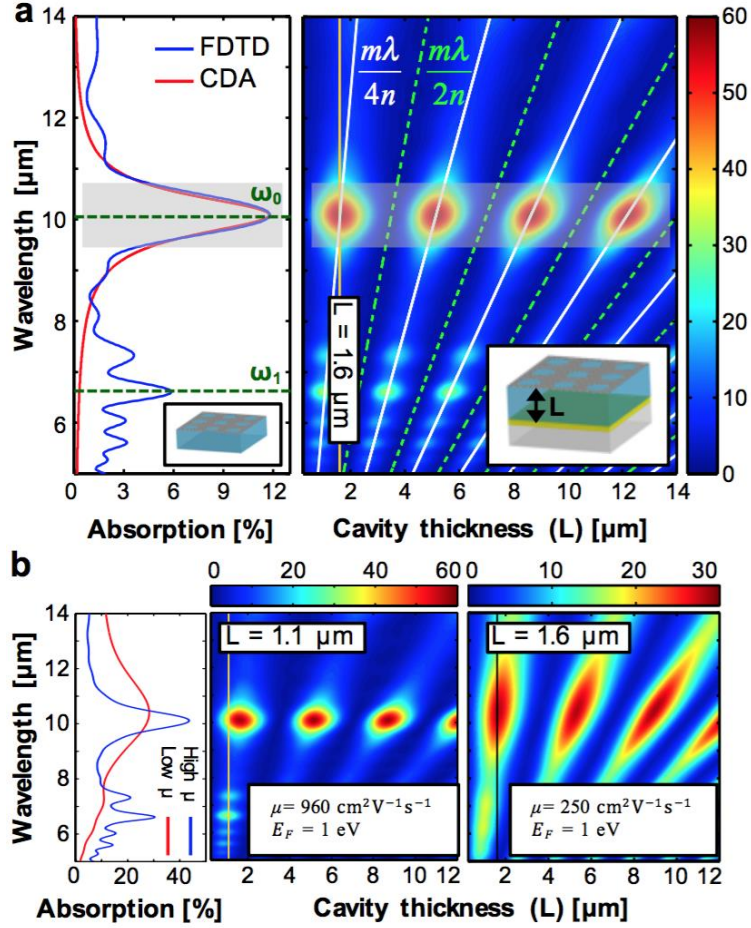 a
FDTD
CDA
mλ/4n
mλ/2n
ω0
ω1
L = 1.6 μm
L
14
12
10
8
6
Wavelength [μm]
0 3 6 9 12
Absorption [%]
2 4 6 8 10 12 14
Cavity thickness (L) [μm]
60
50
40
30
20
10
0
b
0 20 40 60
0 10 20 30
14
12
10
8
6
Wavelength [μm]
High μ
Low μ
L = 1.1 μm
μ= 960 cm²V⁻¹s⁻¹
E_F = 1 eV
L = 1.6 μm
μ= 250 cm²V⁻¹s⁻¹
E_F = 1 eV
0 20 40
Absorption [%]
2 4 6 8 10 12
2 4 6 8 10 12
Cavity thickness (L) [μm]